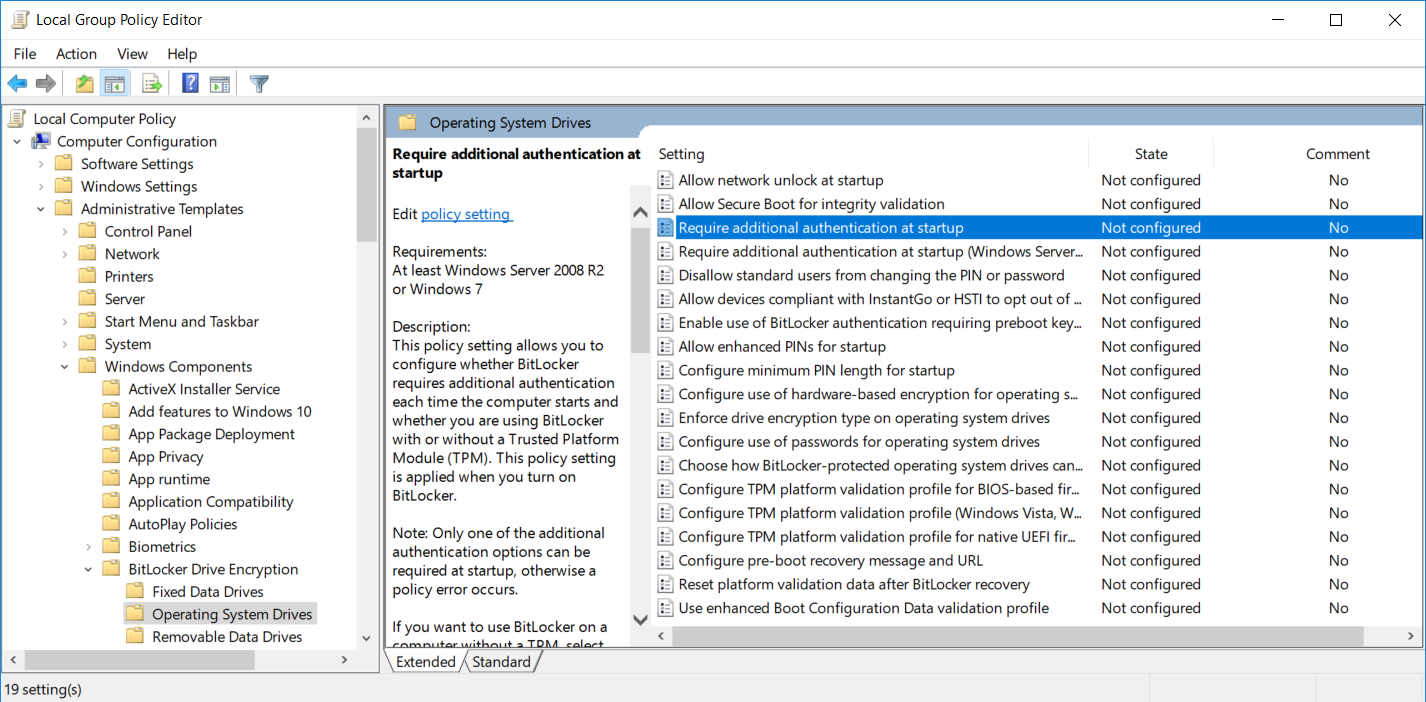 Local Group Policy Editor
File Action View Help
Local Computer Policy
Computer Configuration
Software Settings
Windows Settings
Administrative Templates
Control Panel
Network
Printers
Server
Start Menu and Taskbar
System
Windows Components
ActiveX Installer Service
Add features to Windows 10
App Package Deployment
App Privacy
App runtime
Application Compatibility
AutoPlay Policies
Biometrics
BitLocker Drive Encryption
Fixed Data Drives
Operating System Drives
Removable Data Drives
Operating System Drives
Require additional authentication at
startup
Edit policy setting
Requirements:
At least Windows Server 2008 R2
or Windows 7
Description:
This policy setting allows you to
configure whether BitLocker
requires additional authentication
each time the computer starts and
whether you are using BitLocker
with or without a Trusted Platform
Module (TPM). This policy setting
is applied when you turn on
BitLocker.
Note: Only one of the additional
authentication options can be
required at startup, otherwise a
policy error occurs.
If you want to use BitLocker on a
computer without a TPM, select
Setting State Comment
Allow network unlock at startup Not configured No
Allow Secure Boot for integrity validation Not configured No
Require additional authentication at startup Not configured No
Require additional authentication at startup (Windows Server... Not configured No
Disallow standard users from changing the PIN or password Not configured No
Allow devices compliant with InstantGo or HSTI to opt out of ... Not configured No
Enable use of BitLocker authentication requiring preboot key... Not configured No
Allow enhanced PINs for startup Not configured No
Configure minimum PIN length for startup Not configured No
Configure use of hardware-based encryption for operating s... Not configured No
Enforce drive encryption type on operating system drives Not configured No
Configure use of passwords for operating system drives Not configured No
Choose how BitLocker-protected operating system drives can... Not configured No
Configure TPM platform validation profile for BIOS-based fir... Not configured No
Configure TPM platform validation profile (Windows Vista, W... Not configured No
Configure TPM platform validation profile for native UEFI fir... Not configured No
Configure pre-boot recovery message and URL Not configured No
Reset platform validation data after BitLocker recovery Not configured No
Use enhanced Boot Configuration Data validation profile Not configured No
Extended Standard
19 setting(s)